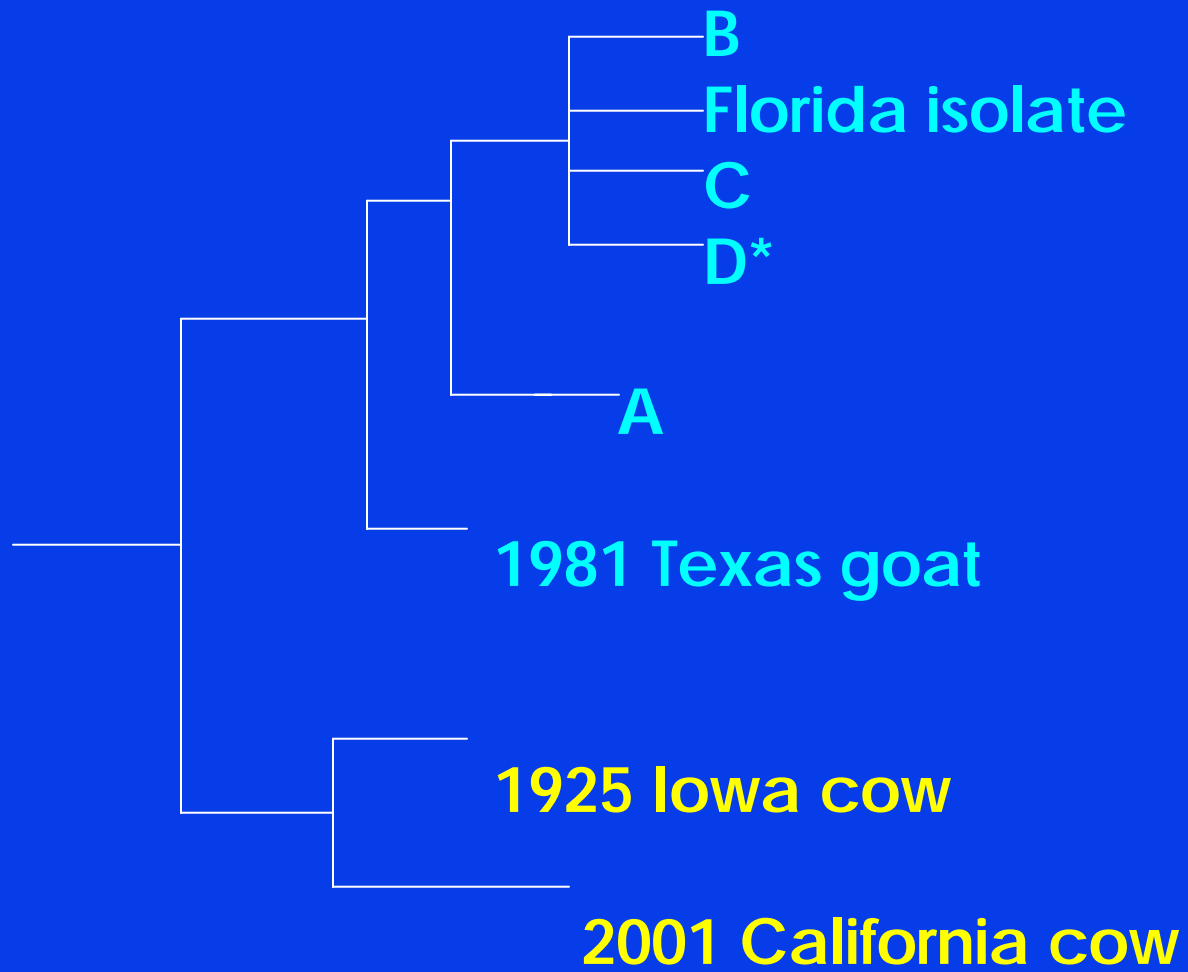 B
Florida isolate
C
D*
A
1981 Texas goat
1925 Iowa cow
2001 California cow